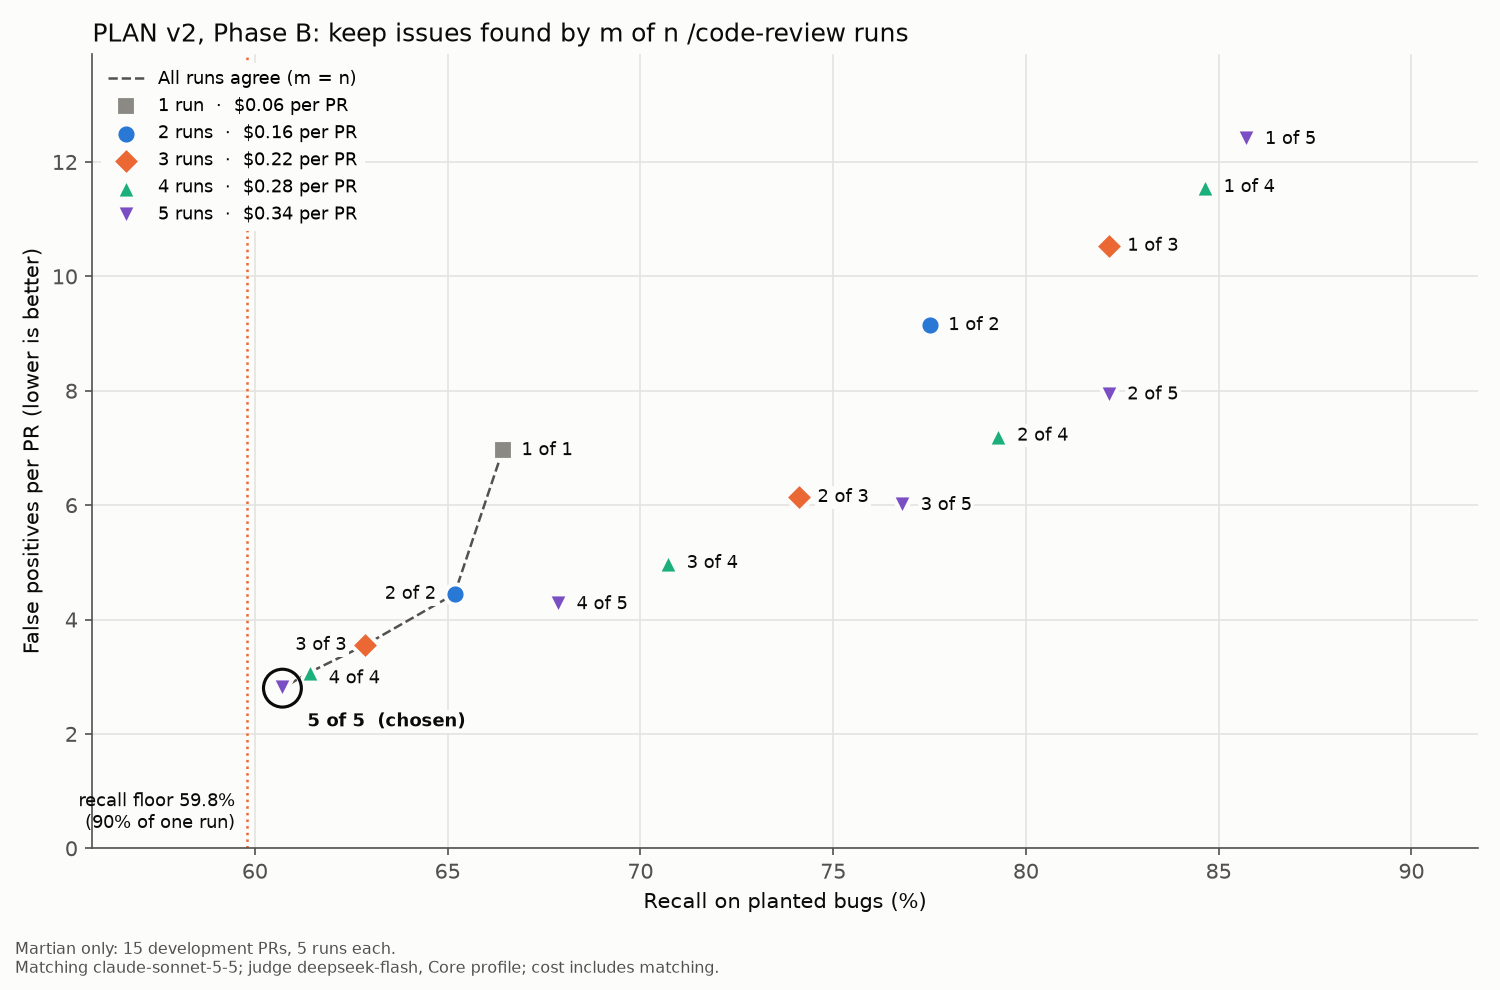 PLAN v2, Phase B: keep issues found by m of n /code-review runs
All runs agree (m = n)
1 run · $0.06 per PR
2 runs · $0.16 per PR
3 runs · $0.22 per PR
4 runs · $0.28 per PR
5 runs · $0.34 per PR
False positives per PR (lower is better)
12
10
8
6
4
2
0
1 of 5
1 of 4
1 of 3
1 of 2
2 of 5
2 of 4
1 of 1
2 of 3
3 of 5
3 of 4
2 of 2
4 of 5
3 of 3
4 of 4
5 of 5 (chosen)
recall floor 59.8%
(90% of one run)
60
65
70
75
80
85
90
Recall on planted bugs (%)
Martian only: 15 development PRs, 5 runs each.
Matching claude-sonnet-5-5; judge deepseek-flash, Core profile; cost includes matching.